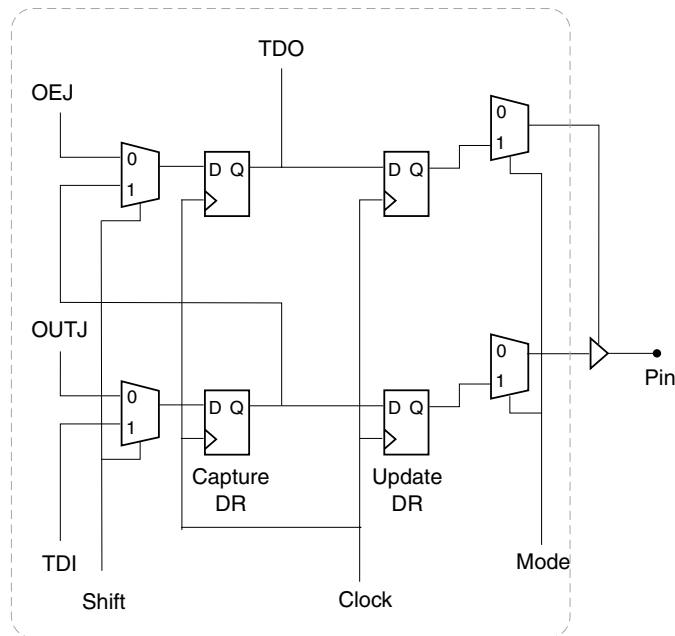 TDO
OEJ
0
1
0
1
D Q
D Q
OUTJ
0
1
0
1
D Q
D Q
Pin
Capture
DR
Update
DR
TDI
Mode
Shift
Clock